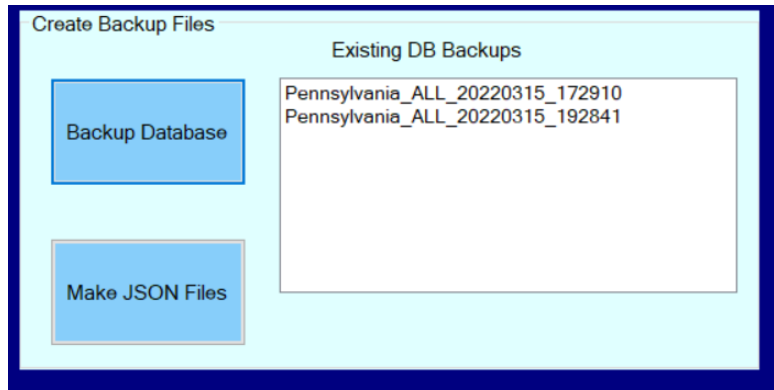 Create Backup Files
Existing DB Backups
Backup Database
Pennsylvania_ALL_20220315_172910
Pennsylvania_ALL_20220315_192841
Make JSON Files